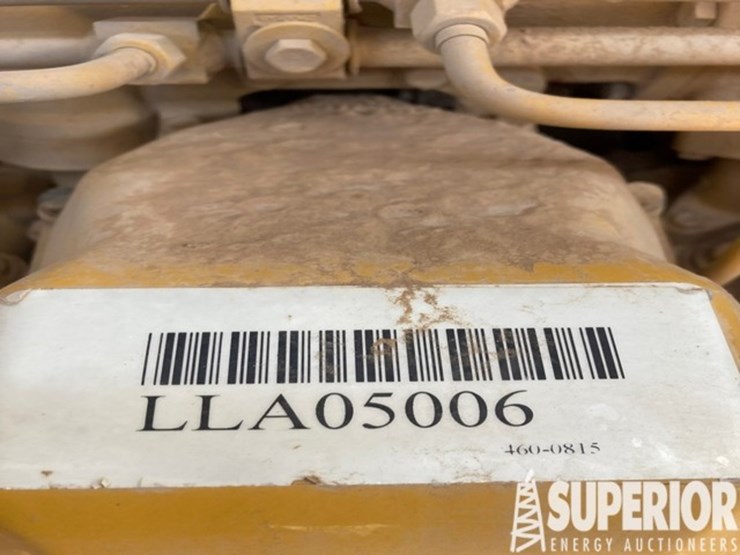 LLA05006
460-0815
SUPERIOR
ENERGY AUCTIONEERS